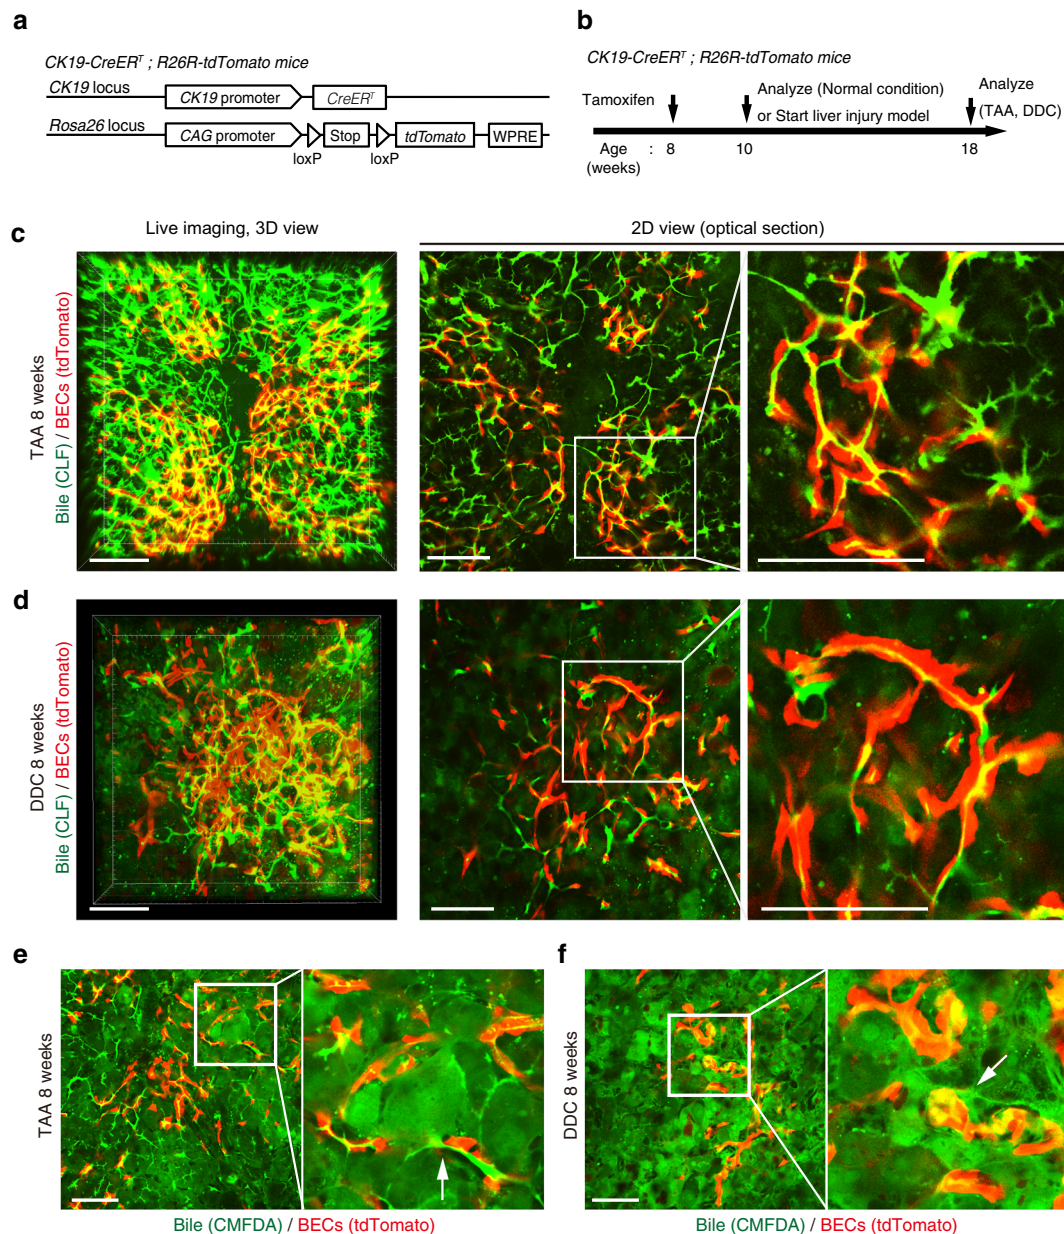 a
CK19-CreERT ; R26R-tdTomato mice
CK19 locus
CK19 promoter
CreERT
Rosa26 locus
CAG promoter
Stop
tdTomato
WPRE
loxP
loxP
b
CK19-CreERT ; R26R-tdTomato mice
Tamoxifen
Analyze (Normal condition)
or Start liver injury model
Analyze
(TAA, DDC)
Age : 8 10 18
(weeks)
c
Live imaging, 3D view
2D view (optical section)
TAA 8 weeks
Bile (CLF) / BECs (tdTomato)
d
DDC 8 weeks
Bile (CLF) / BECs (tdTomato)
e
TAA 8 weeks
Bile (CMFDA) / BECs (tdTomato)
f
DDC 8 weeks
Bile (CMFDA) / BECs (tdTomato)